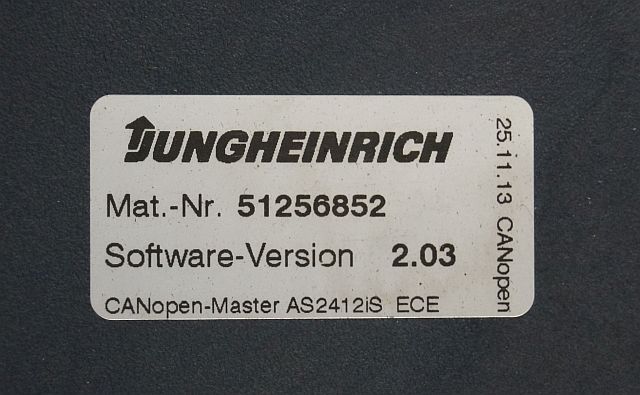 JUNGHEINRICH
Mat.-Nr. 51256852
Software-Version 2.03
CANopen-Master AS2412iS ECE
25.11.13 CANopen